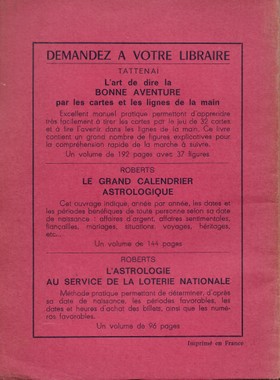 DEMANDEZ A VOTRE LIBRAIRE
TATTENAI
L'art de dire la
BONNE AVENTURE
par les cartes et les lignes de la main
Excellent manuel pratique permettant d'apprendre
très facilement à tirer les cartes par le jeu de 32 cartes
et à lire l'avenir dans les lignes de la main. Ce livre
contient un grand nombre de figures explicatives pour
la compréhension rapide de la marche à suivre.
Un volume de 192 pages avec 37 figures.
ROBERTS
LE GRAND CALENDRIER
ASTROLOGIQUE
Cet ouvrage indique, année par année, les dates et
les périodes bénéfiques de toute personne selon sa date
de naissance : affaires d'argent, affaires sentimentales,
fiançailles, mariages, situations, voyages, héritages,
etc...
Un volume de 144 pages
ROBERTS
L'ASTROLOGIE
AU SERVICE DE LA LOTERIE NATIONALE
Méthode pratique permettant de déterminer, d'après
sa date de naissance, les périodes favorables, les
dates et heures d'achat des billets, ainsi que les numé-
ros favorables.
Un volume de 96 pages
Imprimé en France